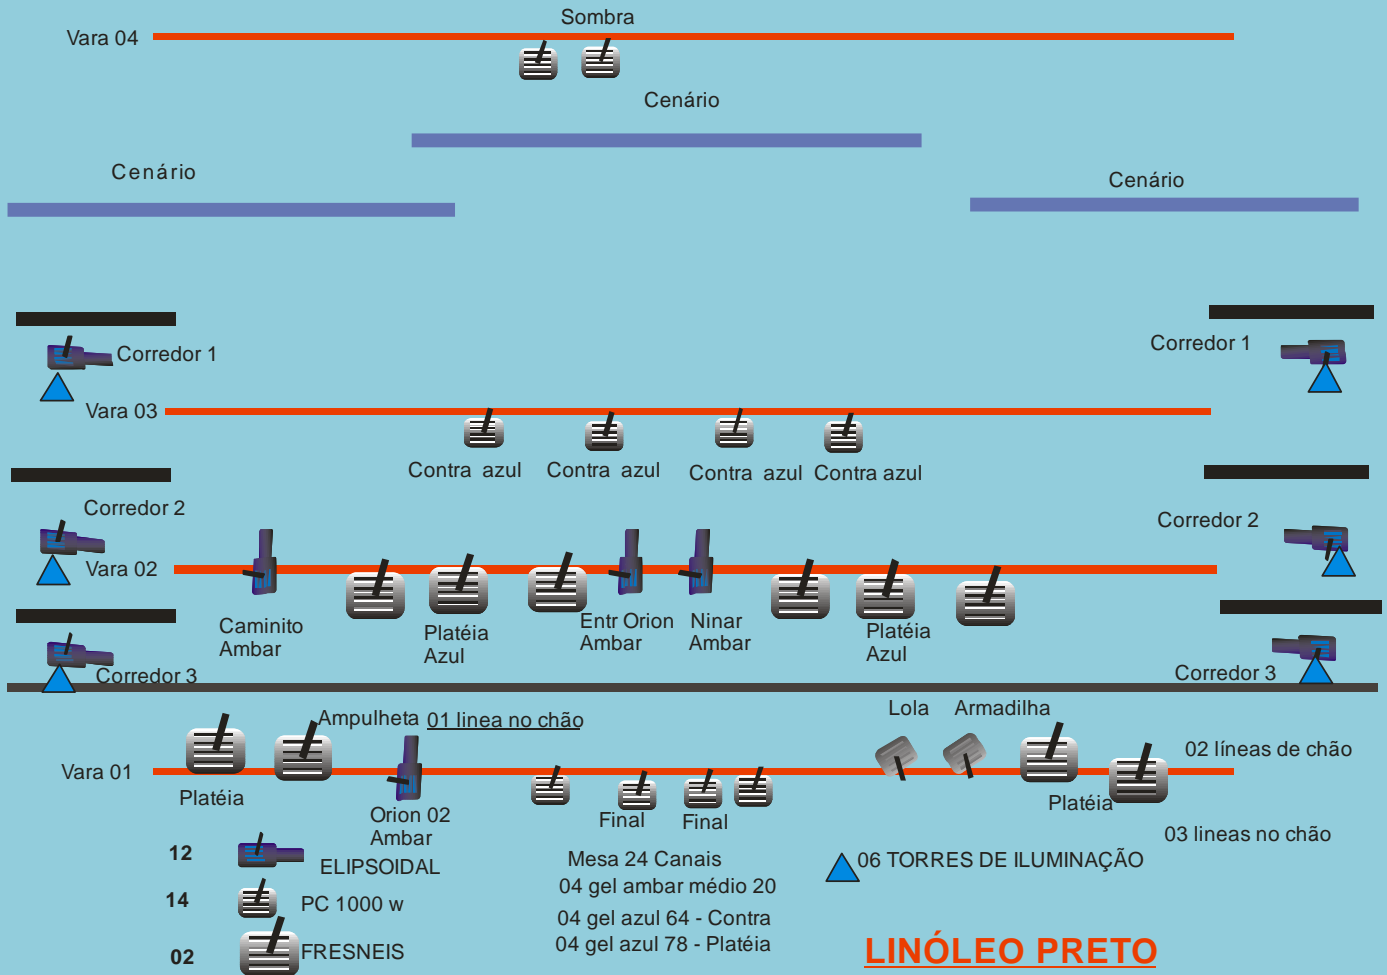 Sombra
Vara 04
Cenário
Cenário
Cenário
Corredor 1
Corredor 1
Vara 03
Contra azul
Contra azul
Contra azul
Contra azul
Corredor 2
Corredor 2
Vara 02
Caminito
Ambar
Platéia
Azul
Entr Orion
Ambar
Ninar
Ambar
Platéia
Azul
Corredor 3
Corredor 3
Ampulheta
01 linea no chão
Lola
Armadilha
02 líneas de chão
Vara 01
Platéia
Orion 02
Ambar
Final
Final
Platéia
03 lineas no chão
12
ELIPSOIDAL
14
PC 1000 w
02
FRESNEIS
Mesa 24 Canais
04 gel ambar médio 20
04 gel azul 64 - Contra
04 gel azul 78 - Platéia
06 TORRES DE ILUMINAÇÃO
LINÓLEO PRETO